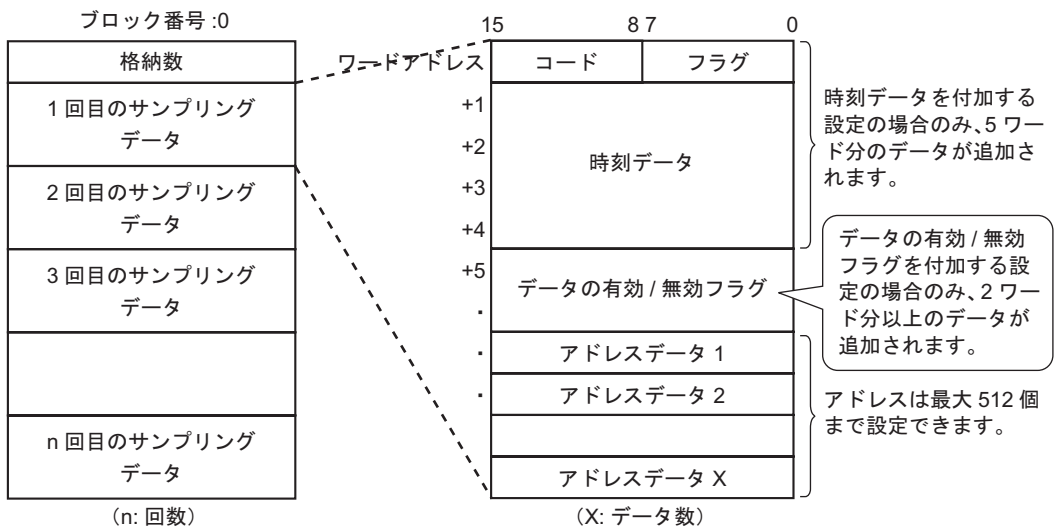 ブロック番号 :0
格納数
1 回目のサンプリング
データ
2 回目のサンプリング
データ
3 回目のサンプリング
データ
n 回目のサンプリング
データ
（n: 回数）
15 8 7 0
ワードアドレス コード フラグ
+1
+2
時刻データ
+3
+4
+5
データの有効 / 無効フラグ
アドレスデータ 1
アドレスデータ 2
アドレスデータ X
（X: データ数）
時刻データを付加する
設定の場合のみ、5 ワー
ド分のデータが追加さ
れます。
データの有効 / 無効
フラグを付加する設
定の場合のみ、2 ワー
ド分以上のデータが
追加されます。
アドレスは最大 512 個
まで設定できます。